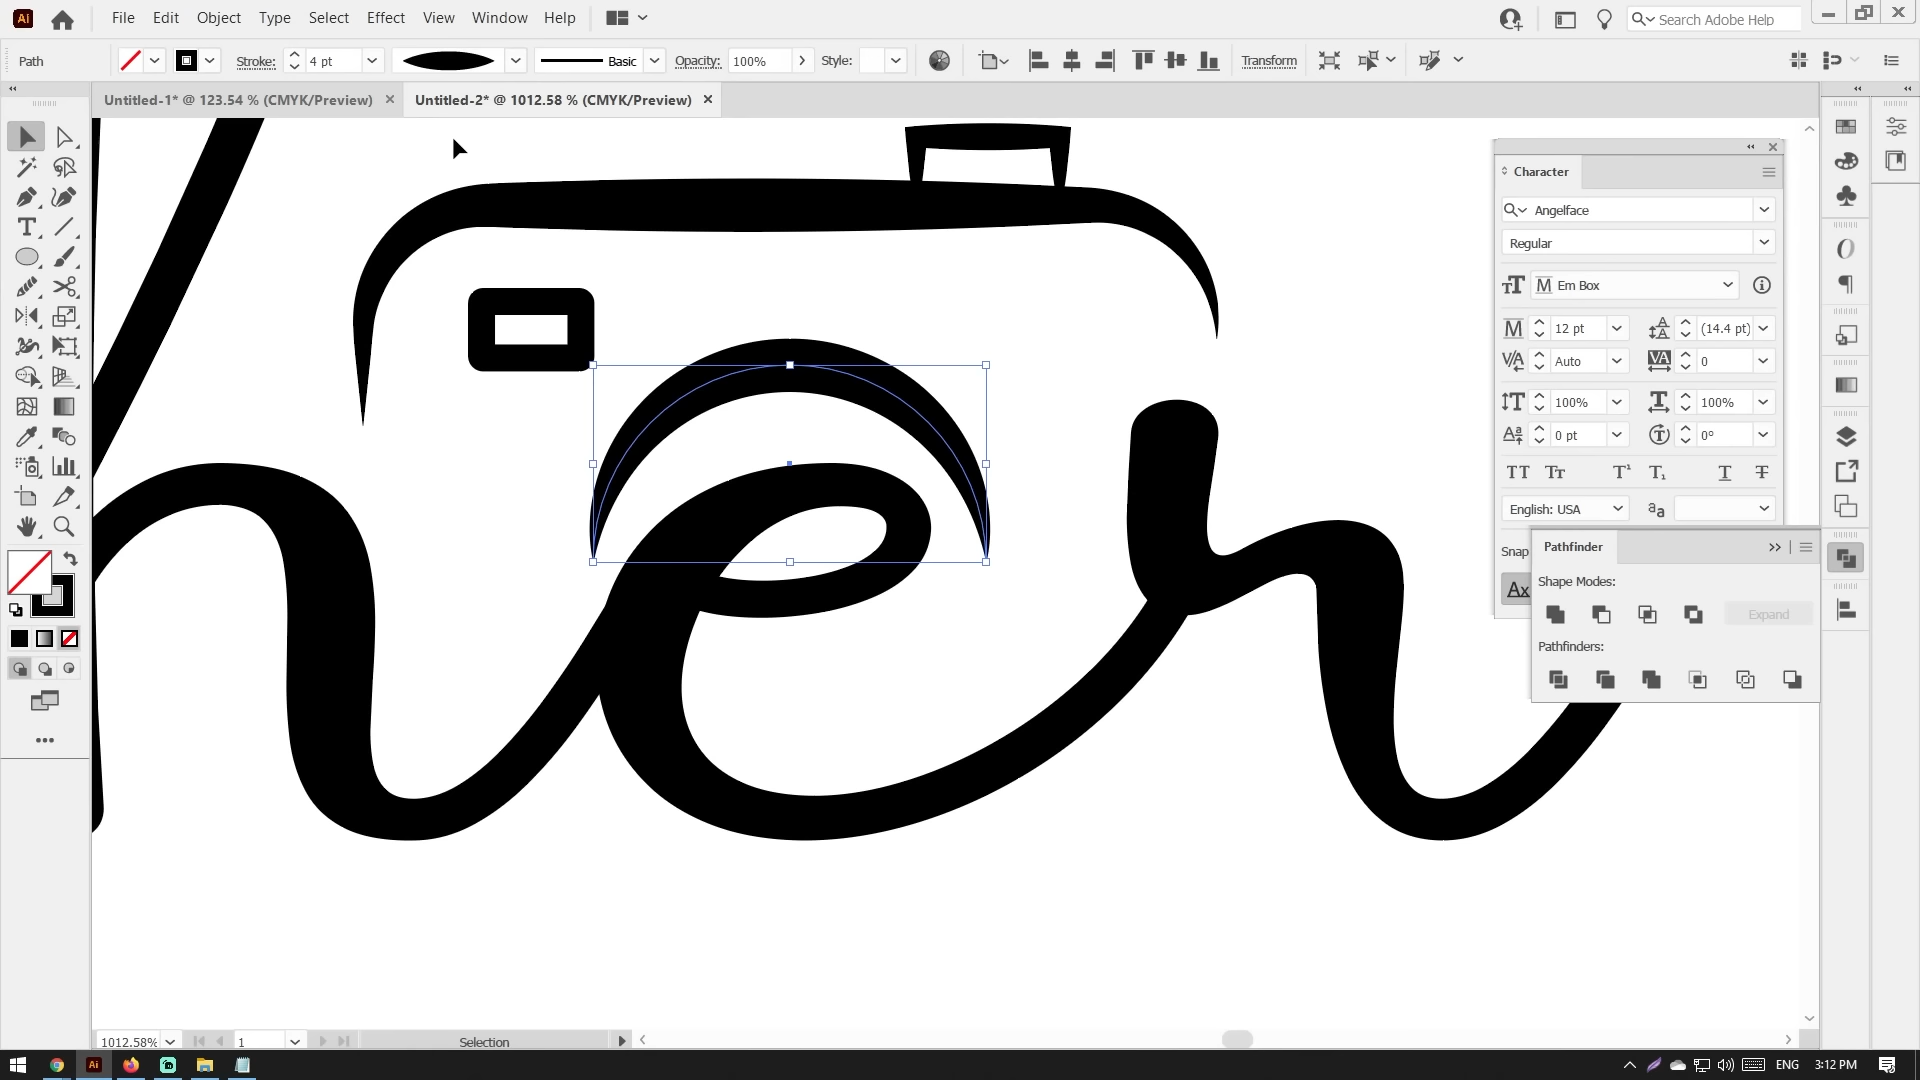 Ai
File Edit Object Type Select Effect View Window Help
Search Adobe Help
Path
Stroke: 4 pt
Basic
Opacity: 100%
Style:
Transform
Untitled-1* @ 123.54 % (CMYK/Preview)
Untitled-2* @ 1012.58 % (CMYK/Preview)
Character
Angelface
Regular
Em Box
12 pt (14.4 pt)
Auto 0
100% 100%
0 pt 0°
English: USA
Snap
Pathfinder
Shape Modes:
Expand
Pathfinders:
er
1012.58% 1 Selection
Ai ENG 3:12 PM